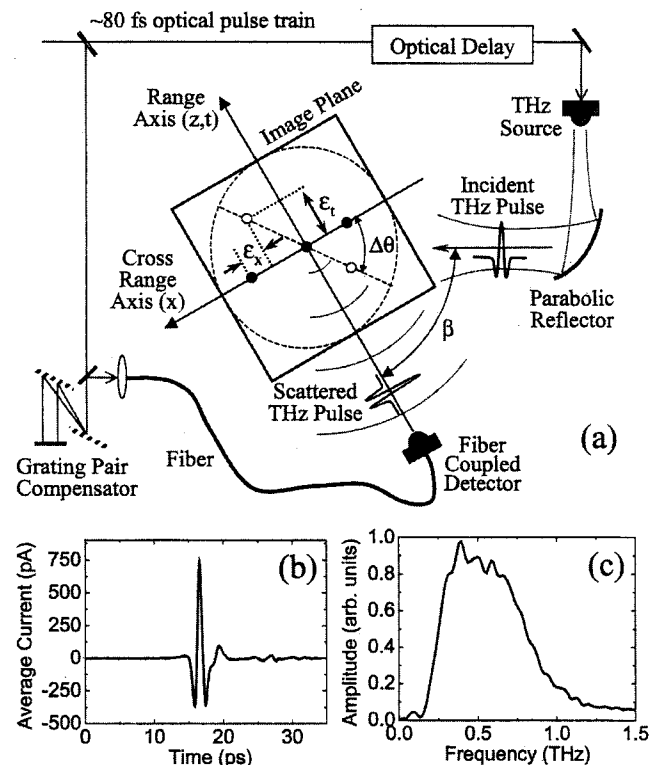 ~80 fs optical pulse train
Optical Delay
Range
Axis (z,t)
Image Plane
THz
Source
Incident
THz Pulse
εt
Δθ
εx
Cross
Range
Axis (x)
Parabolic
Reflector
β
Scattered
THz Pulse
(a)
Fiber
Fiber
Coupled
Detector
Grating Pair
Compensator
(b)
Average Current (pA)
750
500
250
0
-250
-500
0
10
20
30
Time (ps)
(c)
Amplitude (arb. units)
1.0
0.8
0.6
0.4
0.2
0.0
0.0
0.5
1.0
1.5
Frequency (THz)